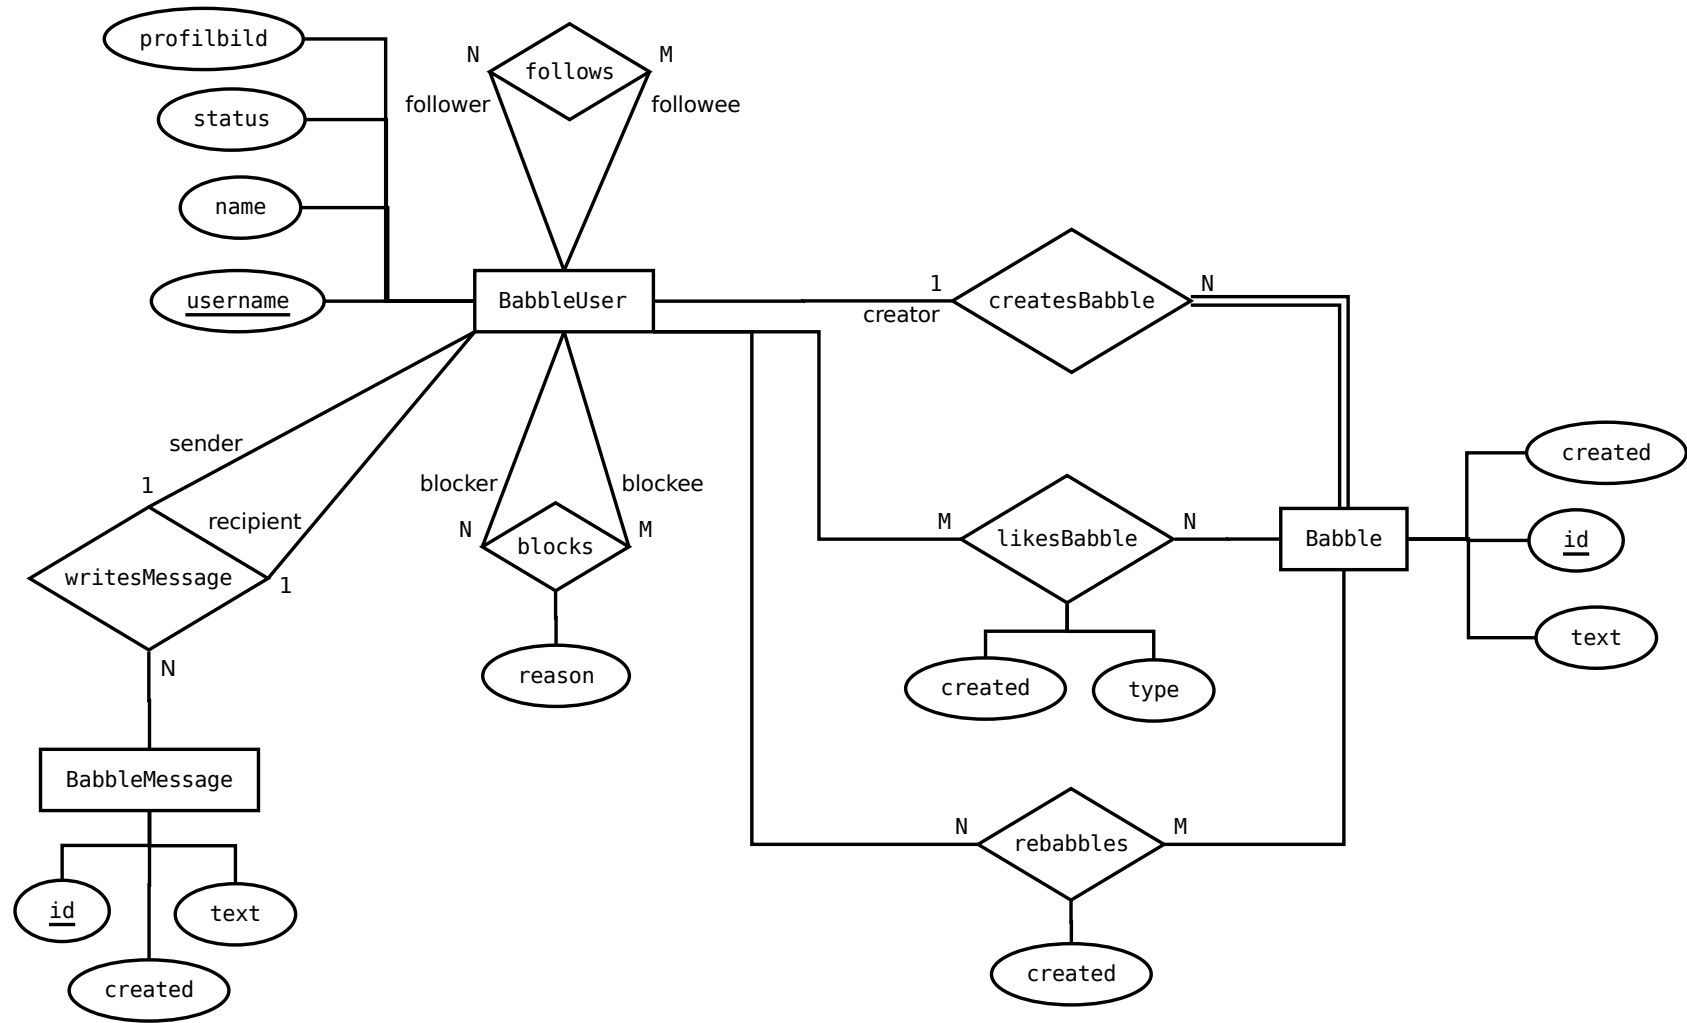 profilbild
N
follows
M
follower
followee
status
name
username
BabbleUser
1
creator
createsBabble
N
sender
1
recipient
writesMessage
1
N
blocker
blockee
N
blocks
M
reason
M
likesBabble
N
Babble
created
id
text
created
type
BabbleMessage
id
text
created
N
rebabbles
M
created